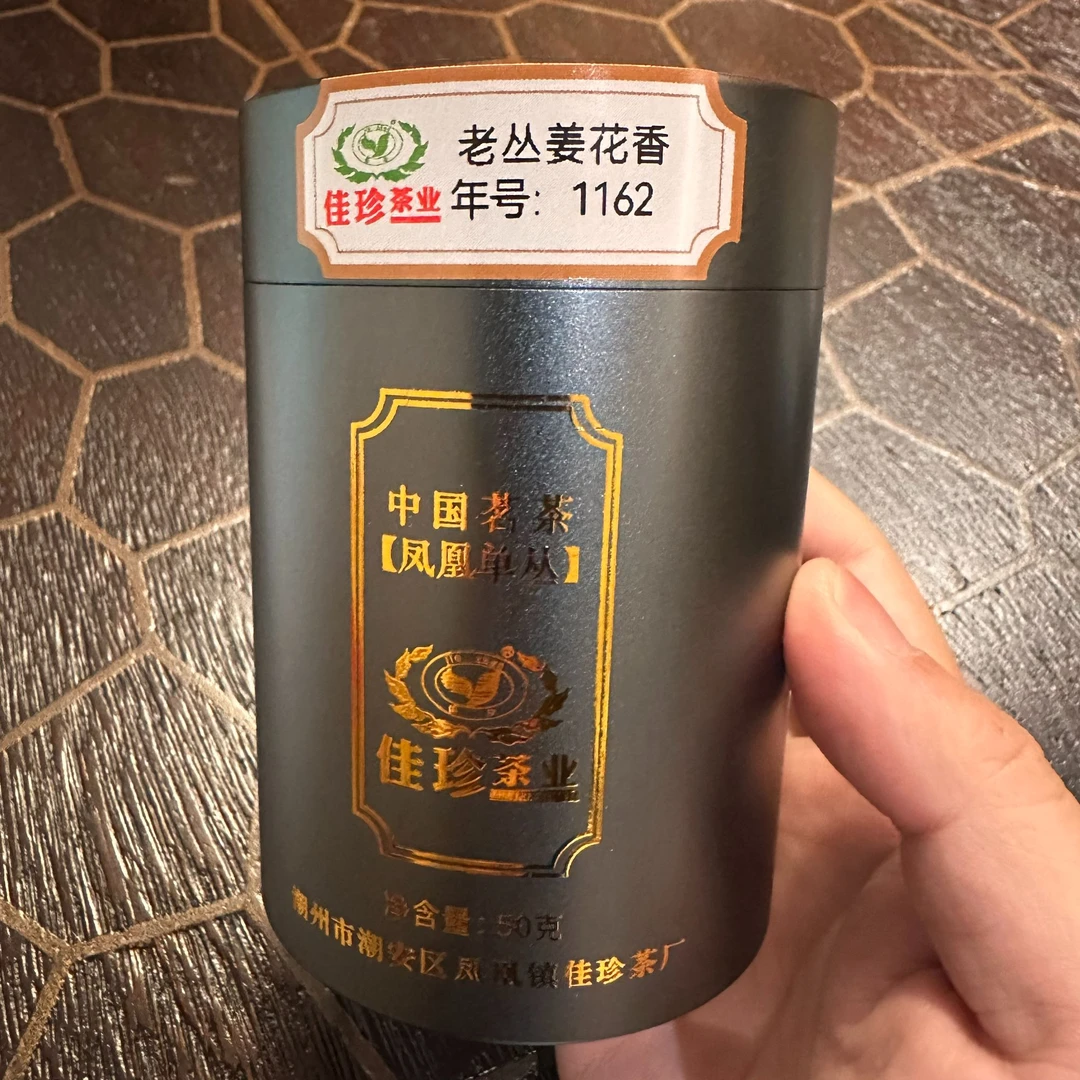 老丛姜花香
佳珍茶业
年号：1162
中国茗茶
【凤凰单丛】
佳珍茶业
净含量：50克
潮州市潮安区凤凰镇佳珍茶厂